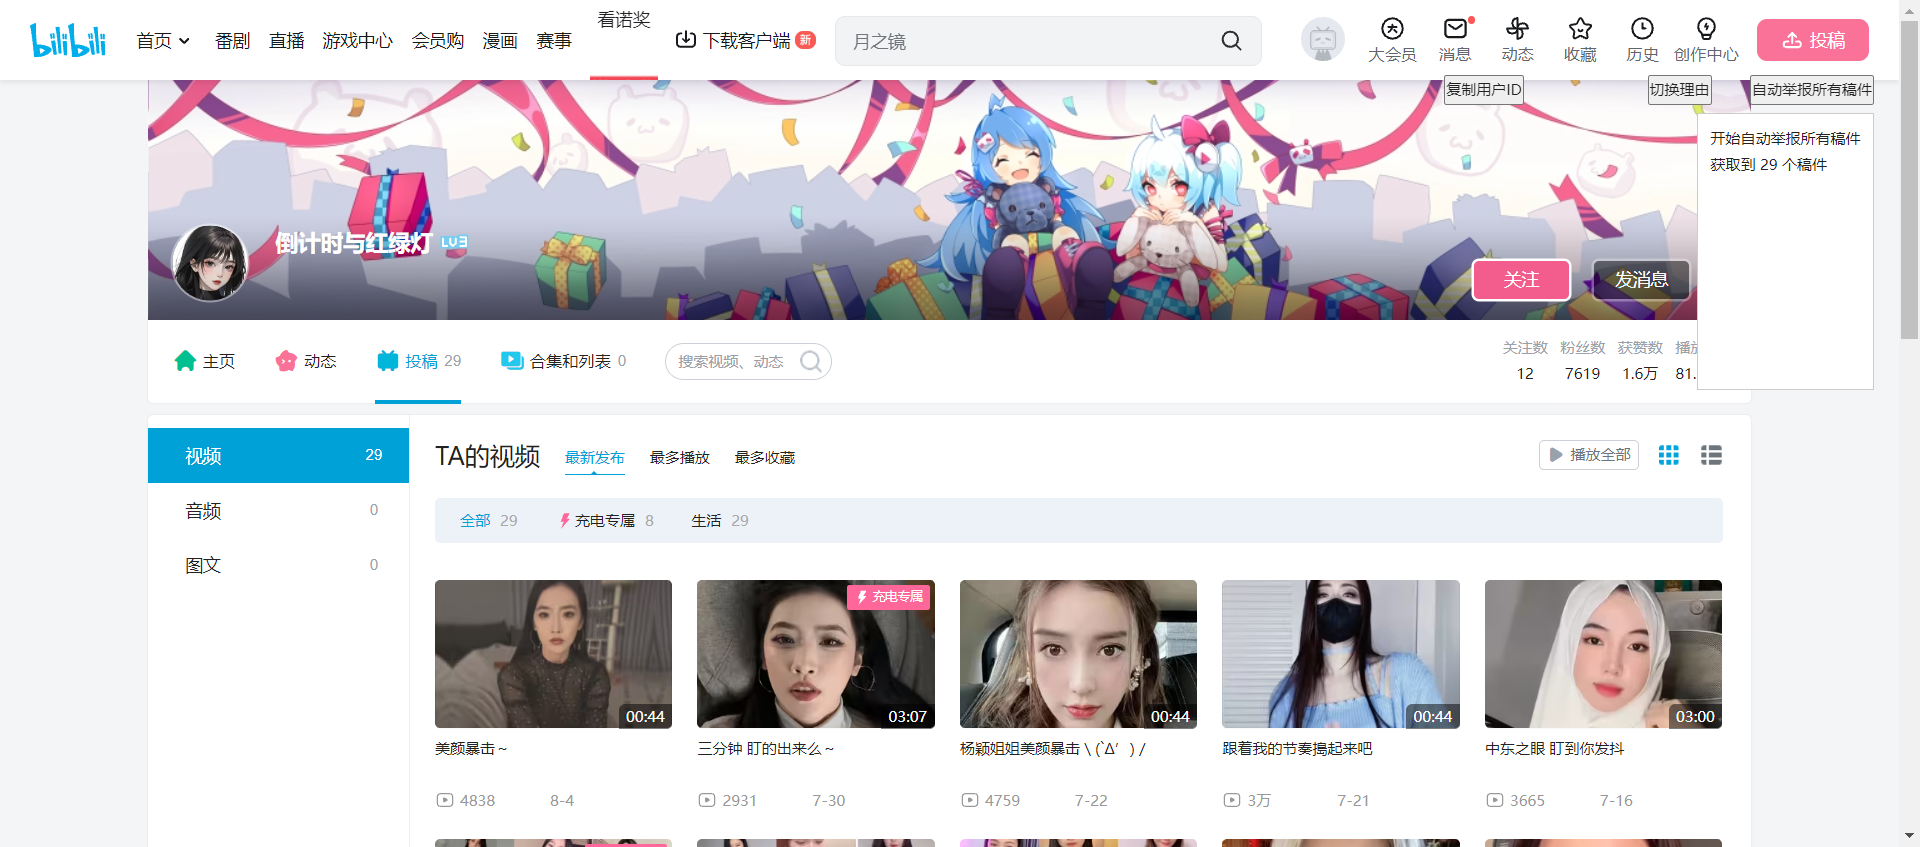 bilibili
首页
番剧
直播
游戏中心
会员购
漫画
赛事
看诺奖
下载客户端
新
月之镜
大会员
消息
动态
收藏
历史
创作中心
投稿
复制用户ID
切换理由
自动举报所有稿件
开始自动举报所有稿件
获取到 29 个稿件
倒计时与红绿灯 LV3
关注
发消息
主页
动态
投稿 29
合集和列表 0
搜索视频、动态
关注数 粉丝数 获赞数
12 7619 1.6万 81.
视频 29
音频 0
图文 0
TA的视频
最新发布
最多播放
最多收藏
播放全部
全部 29
充电专属 8
生活 29
00:44
充电专属
03:07
00:44
00:44
03:00
美颜暴击~
三分钟 盯的出来么~
杨颖姐姐美颜暴击 \ (`Δ′) /
跟着我的节奏搗起来吧
中东之眼 盯到你发抖
4838 8-4
2931 7-30
4759 7-22
3万 7-21
3665 7-16